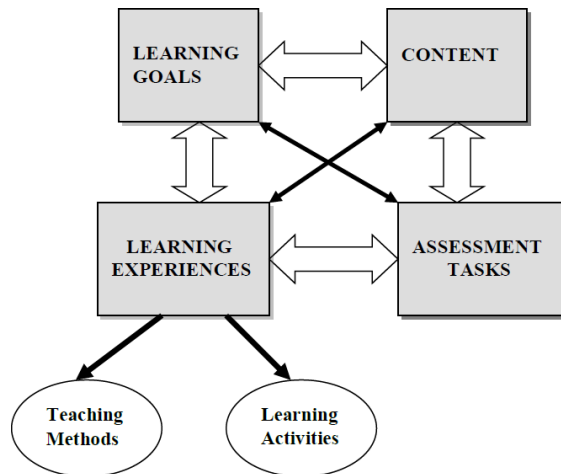 LEARNING
GOALS
CONTENT
LEARNING
EXPERIENCES
ASSESSMENT
TASKS
Teaching
Methods
Learning
Activities